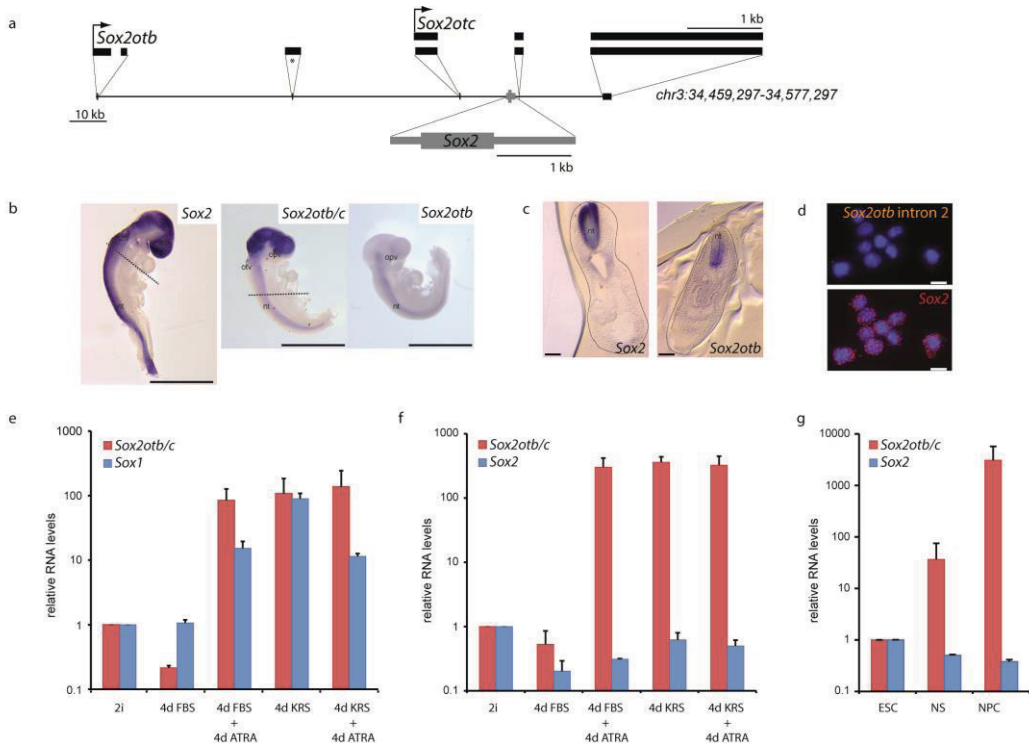 a
Sox2otb
Sox2otc
1 kb
*
chr3:34,459,297-34,577,297
10 kb
Sox2
1 kb
b
Sox2
nt
Sox2otb/c
opv
otv
nt
Sox2otb
opv
nt
c
nt
Sox2
nt
Sox2otb
d
Sox2otb intron 2
Sox2
e
Sox2otb/c
Sox1
relative RNA levels
1000
100
10
1
0.1
2i
4d FBS
4d FBS + 4d ATRA
4d KRS
4d KRS + 4d ATRA
f
Sox2otb/c
Sox2
relative RNA levels
1000
100
10
1
0.1
2i
4d FBS
4d FBS + 4d ATRA
4d KRS
4d KRS + 4d ATRA
g
Sox2otb/c
Sox2
relative RNA levels
10000
1000
100
10
1
0.1
ESC
NS
NPC